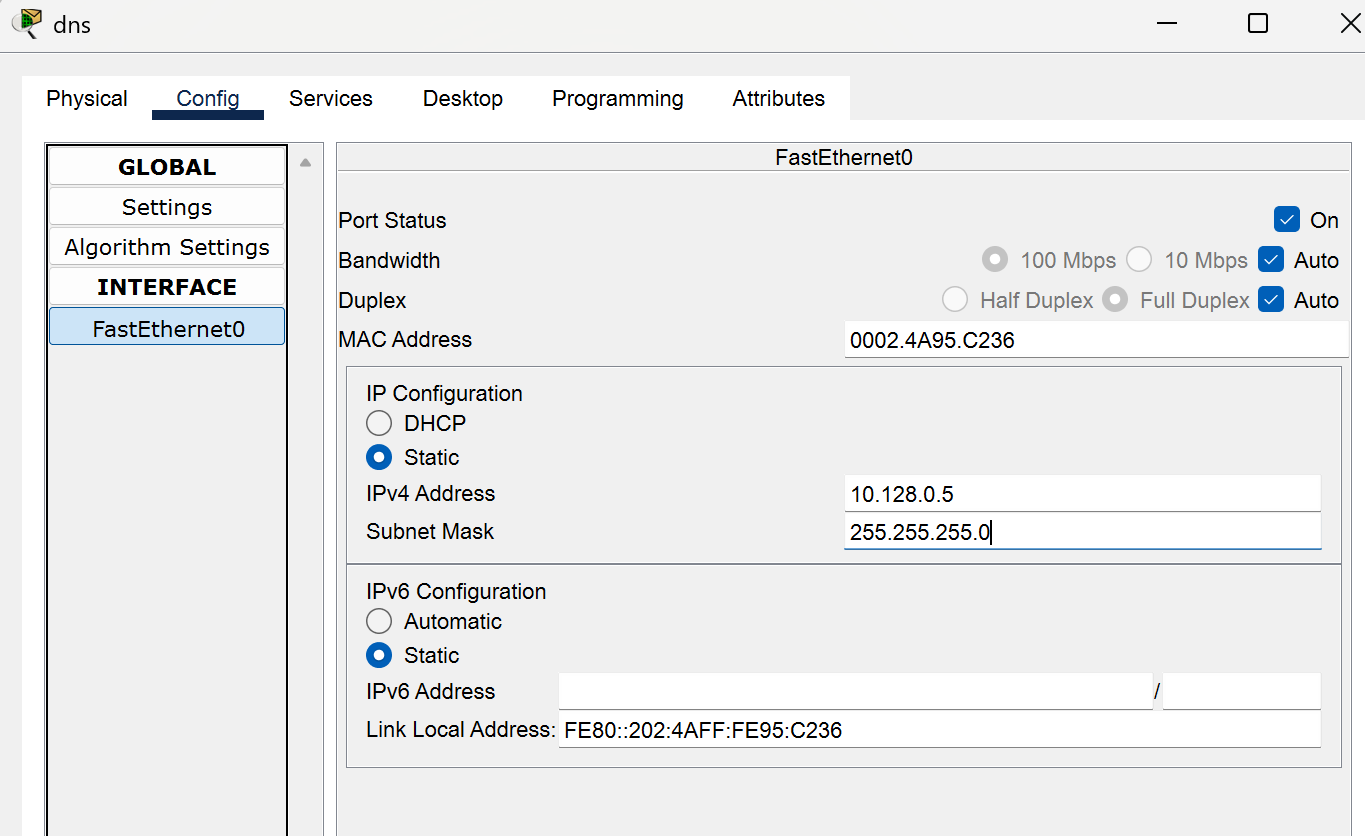 dns
Physical Config Services Desktop Programming Attributes
GLOBAL
Settings
Algorithm Settings
INTERFACE
FastEthernet0
FastEthernet0
Port Status On
Bandwidth 100 Mbps 10 Mbps Auto
Duplex Half Duplex Full Duplex Auto
MAC Address 0002.4A95.C236
IP Configuration
DHCP
Static
IPv4 Address 10.128.0.5
Subnet Mask 255.255.255.0
IPv6 Configuration
Automatic
Static
IPv6 Address /
Link Local Address: FE80::202:4AFF:FE95:C236